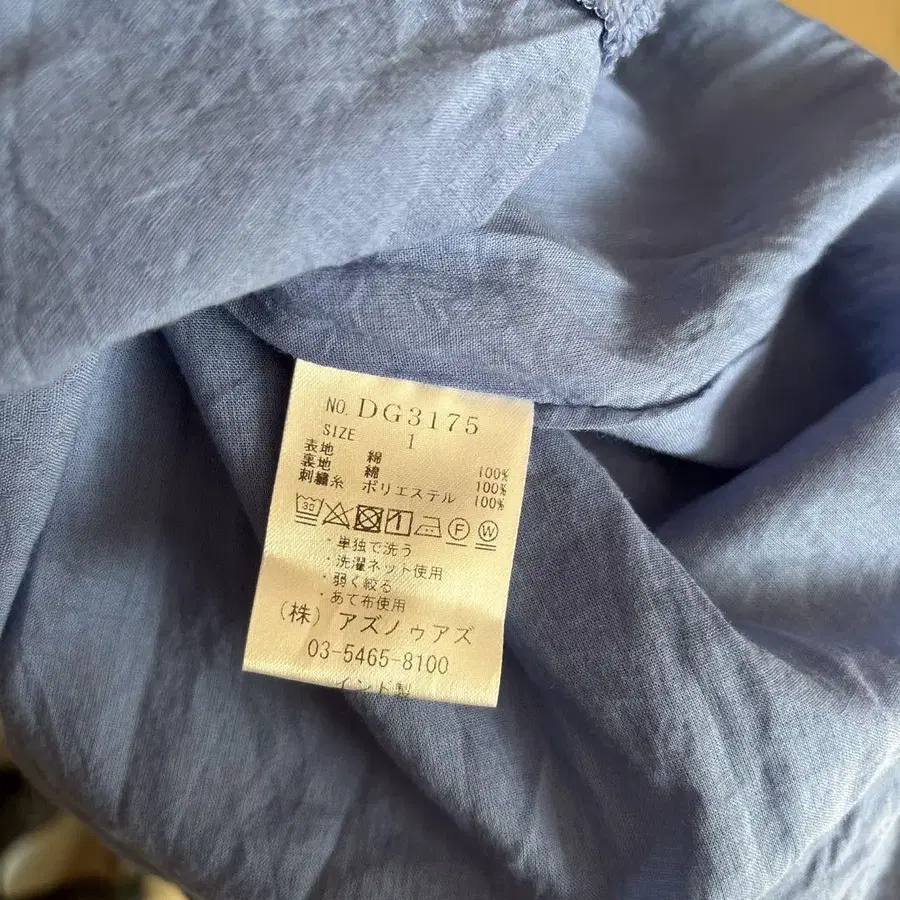 NO. DG3175
SIZE 1
表地 綿 100%
裏地 綿 100%
刺繍糸 ポリエステル 100%
30 F W
・単独で洗う
・洗濯ネット使用
・弱く絞る
・あて布使用
(株) アズノゥアズ
03-5465-8100
インド製